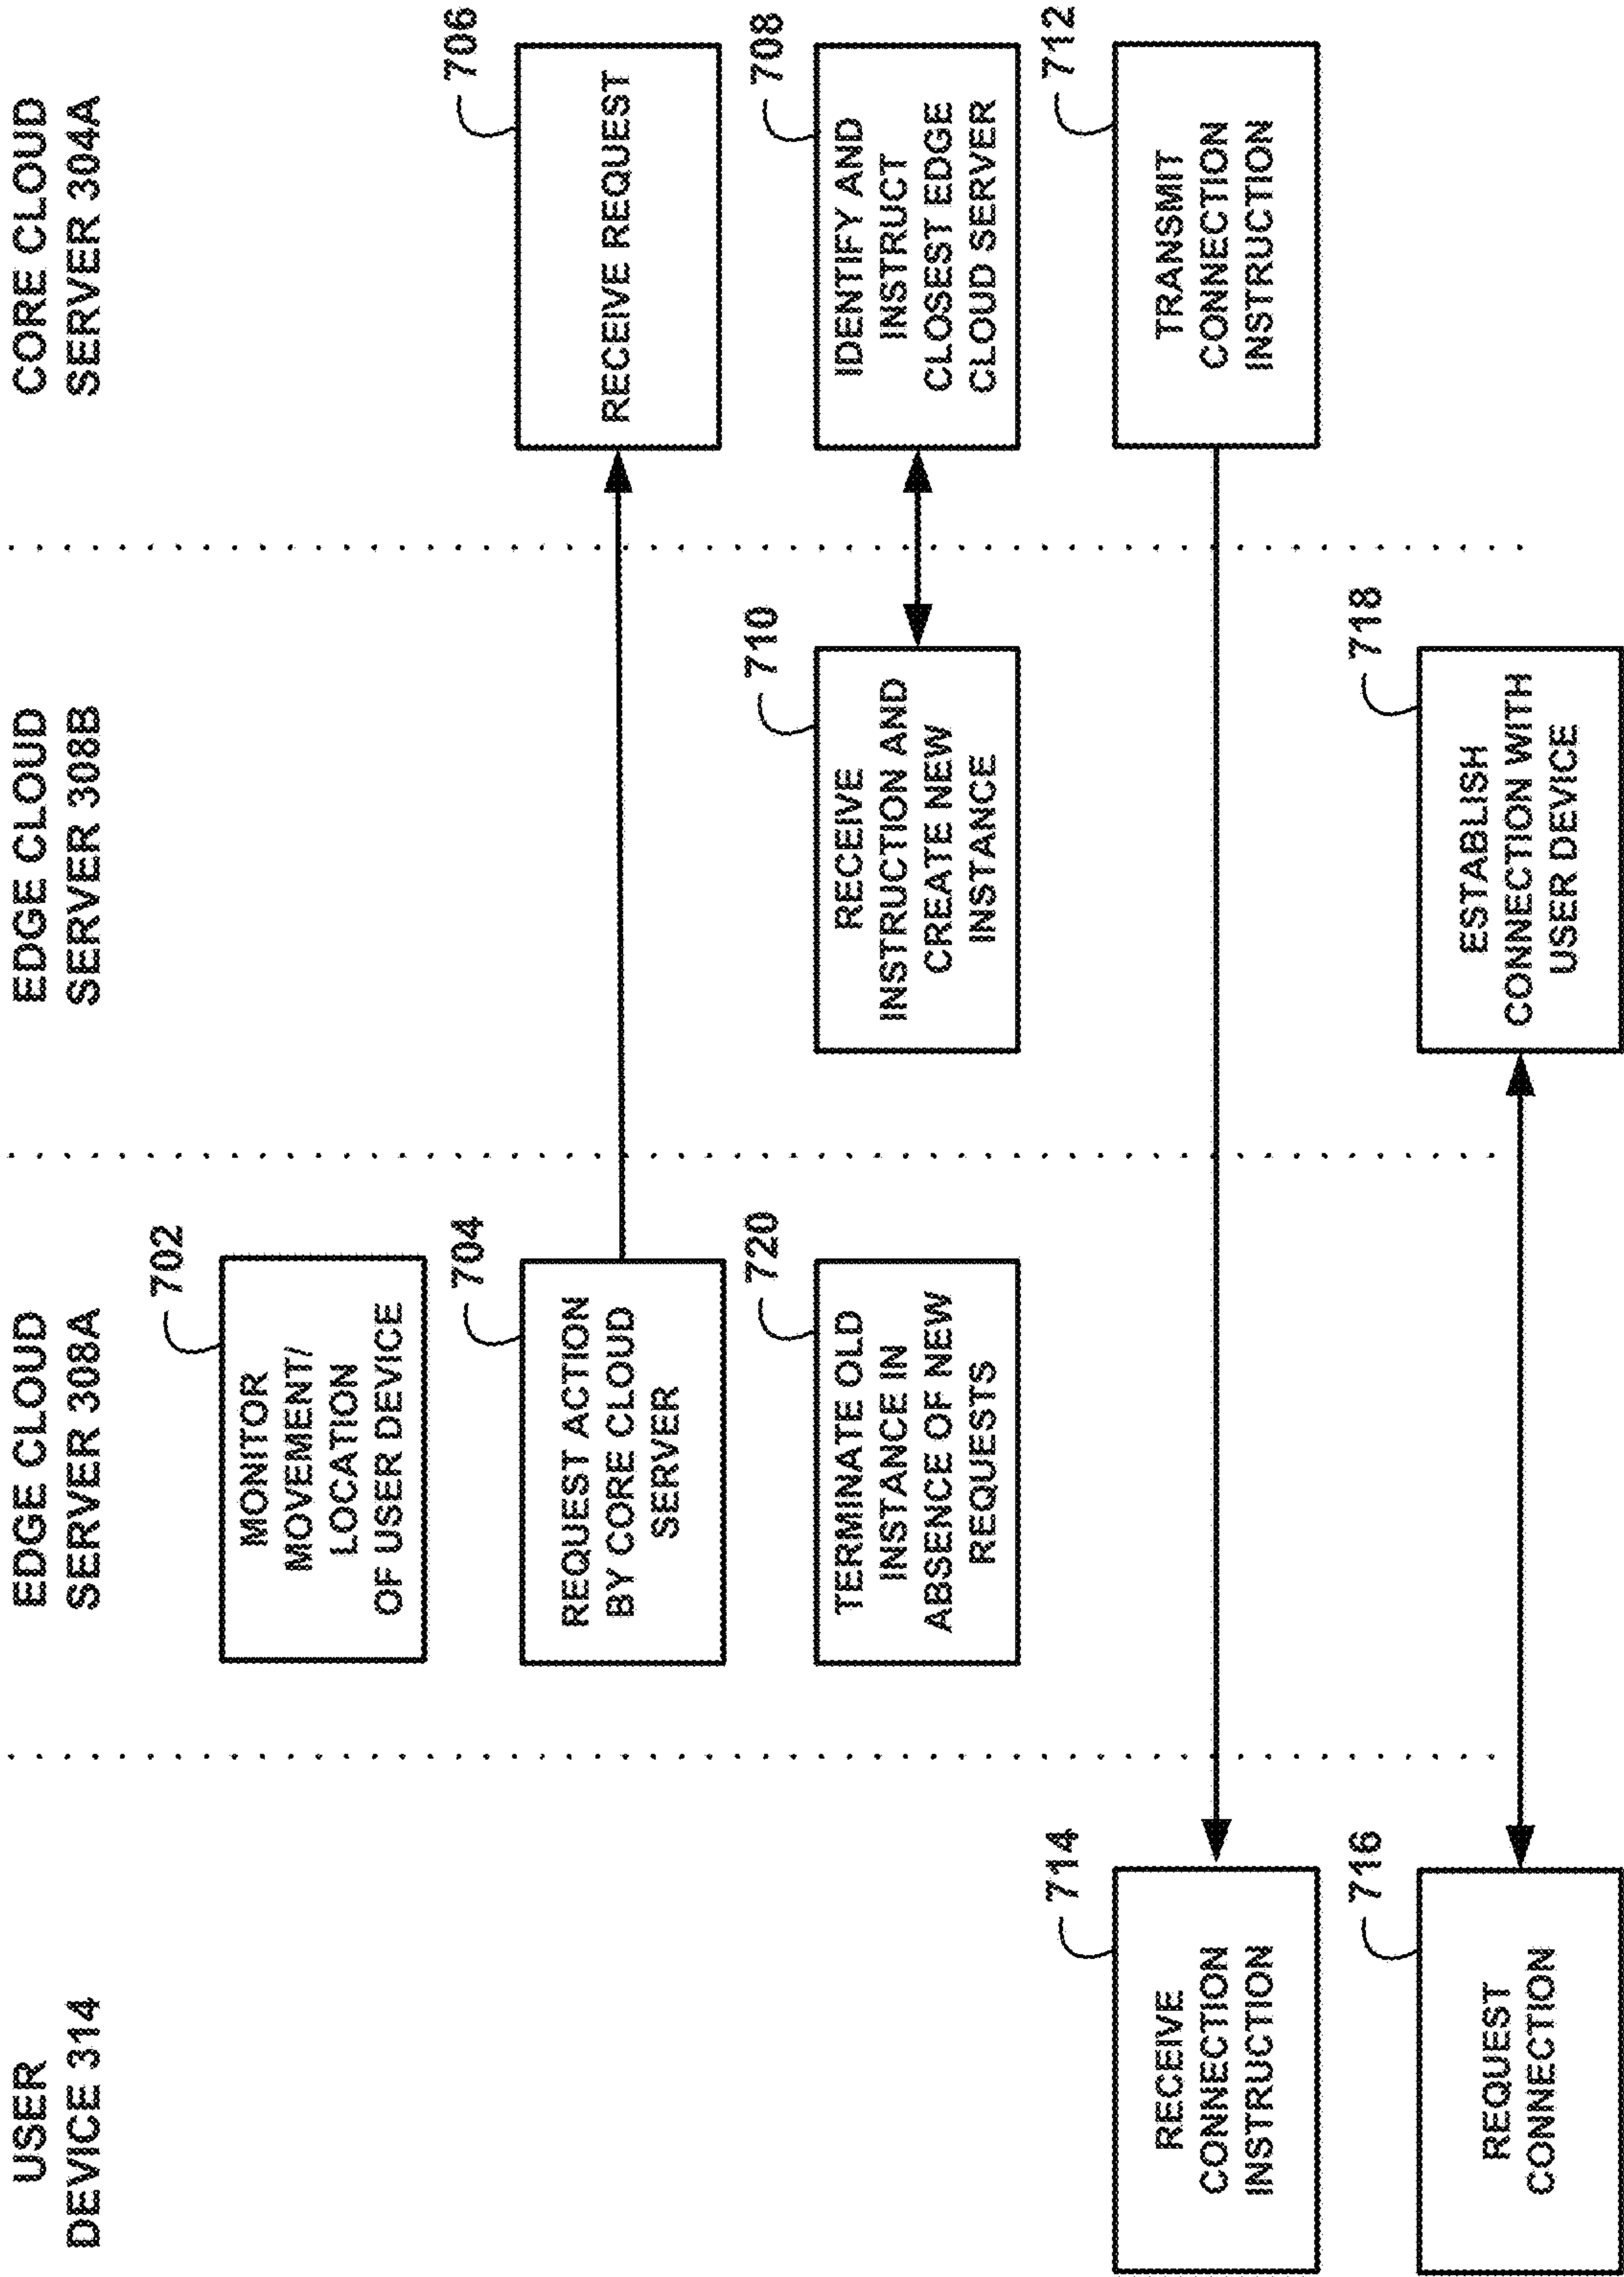 USER
DEVICE 314
EDGE CLOUD
SERVER 308A
EDGE CLOUD
SERVER 308B
CORE CLOUD
SERVER 304A
702
MONITOR
MOVEMENT/
LOCATION
OF USER DEVICE
704
REQUEST ACTION
BY CORE CLOUD
SERVER
706
RECEIVE REQUEST
720
TERMINATE OLD
INSTANCE IN
ABSENCE OF NEW
REQUESTS
710
RECEIVE
INSTRUCTION AND
CREATE NEW
INSTANCE
708
IDENTIFY AND
INSTRUCT
CLOSEST EDGE
CLOUD SERVER
714
RECEIVE
CONNECTION
INSTRUCTION
712
TRANSMIT
CONNECTION
INSTRUCTION
716
REQUEST
CONNECTION
718
ESTABLISH
CONNECTION WITH
USER DEVICE